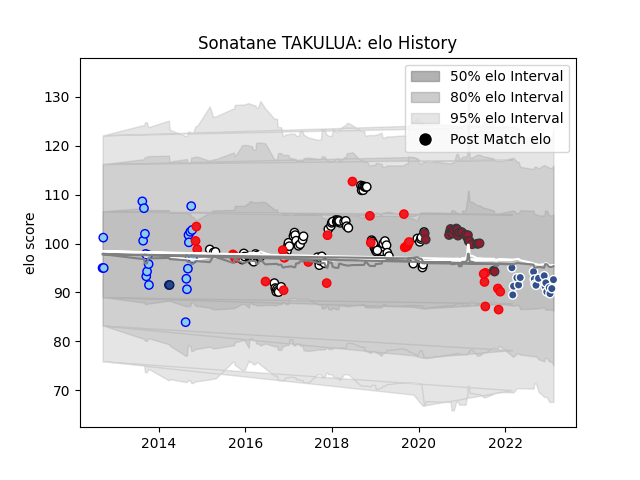 Sonatane TAKULUA: elo History
50% elo Interval
80% elo Interval
95% elo Interval
Post Match elo
elo score
130
120
110
100
90
80
70
2014 2016 2018 2020 2022